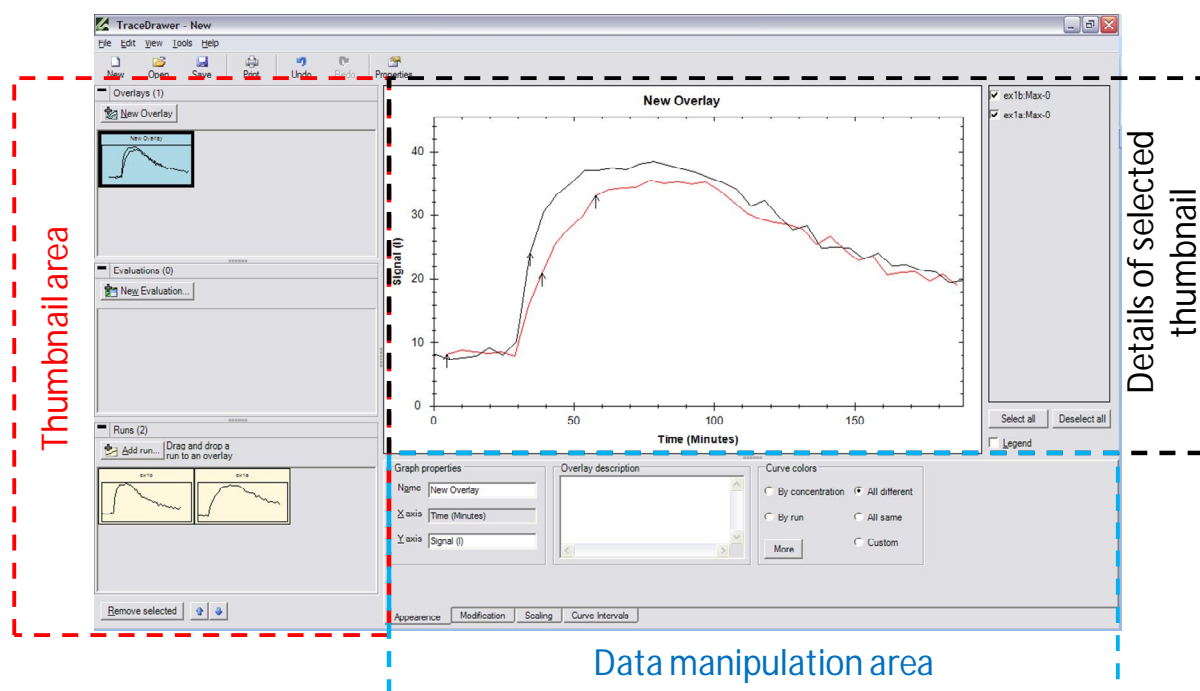 TraceDrawer - New
File Edit View Tools Help
New Open Save Print Undo Redo Properties
Overlays (1)
New Overlay
New Overlay
Evaluations (0)
New Evaluation...
Runs (2)
Add run... Drag and drop a
run to an overlay
Remove selected
Thumbnail area
New Overlay
Signal (I)
40
30
20
10
0
0 50 100 150
Time (Minutes)
ex1b:Max-0
ex1a:Max-0
Select all Deselect all
Legend
Details of selected
thumbnail
Graph properties
Name New Overlay
X axis Time (Minutes)
Y axis Signal (I)
Overlay description
Curve colors
By concentration All different
By run All same
More Custom
Appearence Modification Scaling Curve Intervals
Data manipulation area